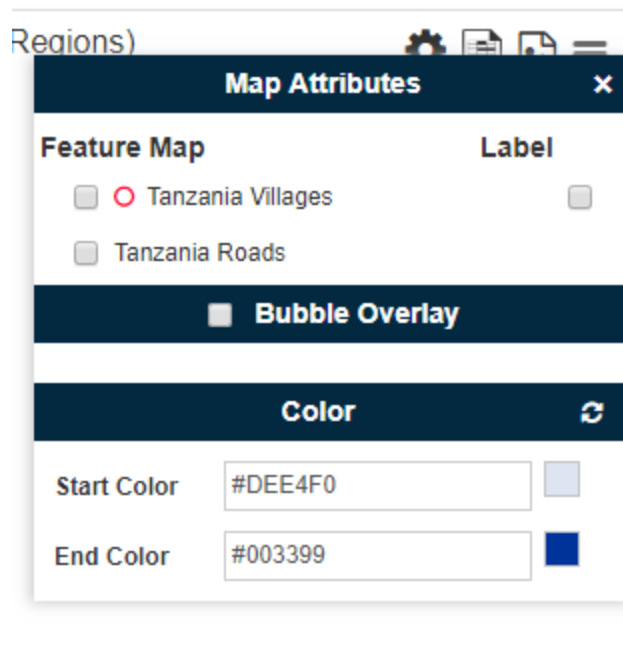 Regions)
Map Attributes
Feature Map Label
Tanzania Villages
Tanzania Roads
Bubble Overlay
Color
Start Color #DEE4F0
End Color #003399